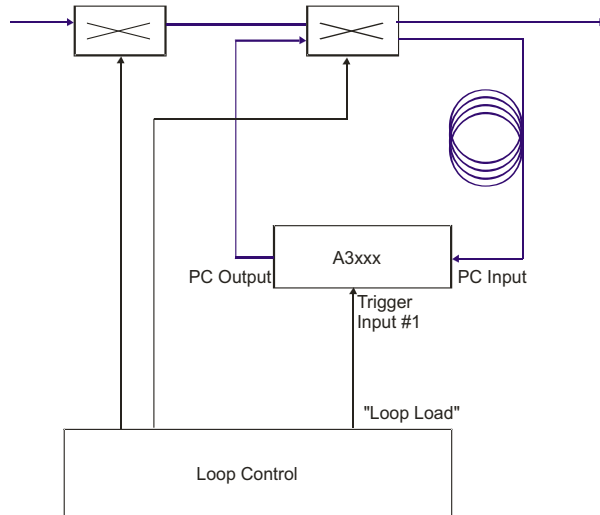 A3xxx
PC Output
PC Input
Trigger
Input #1
"Loop Load"
Loop Control